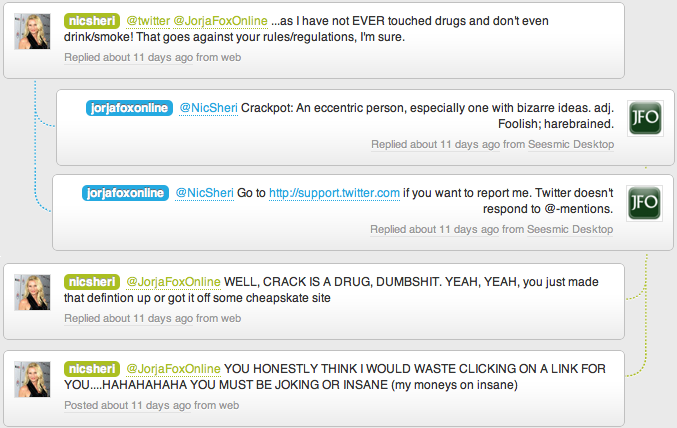 nicsheri @twitter @JorjaFoxOnline ...as I have not EVER touched drugs and don't even
drink/smoke! That goes against your rules/regulations, I'm sure.
Replied about 11 days ago from web
jorjafoxonline @NicSheri Crackpot: An eccentric person, especially one with bizarre ideas. adj.
Foolish; harebrained.
JFO
Replied about 11 days ago from Seesmic Desktop
jorjafoxonline @NicSheri Go to http://support.twitter.com if you want to report me. Twitter doesn't
respond to @-mentions.
JFO
Replied about 11 days ago from Seesmic Desktop
nicsheri @JorjaFoxOnline WELL, CRACK IS A DRUG, DUMBSHIT. YEAH, YEAH, you just made
that defintion up or got it off some cheapskate site
Replied about 11 days ago from web
nicsheri @JorjaFoxOnline YOU HONESTLY THINK I WOULD WASTE CLICKING ON A LINK FOR
YOU....HAHAHAHAHA YOU MUST BE JOKING OR INSANE (my moneys on insane)
Posted about 11 days ago from web